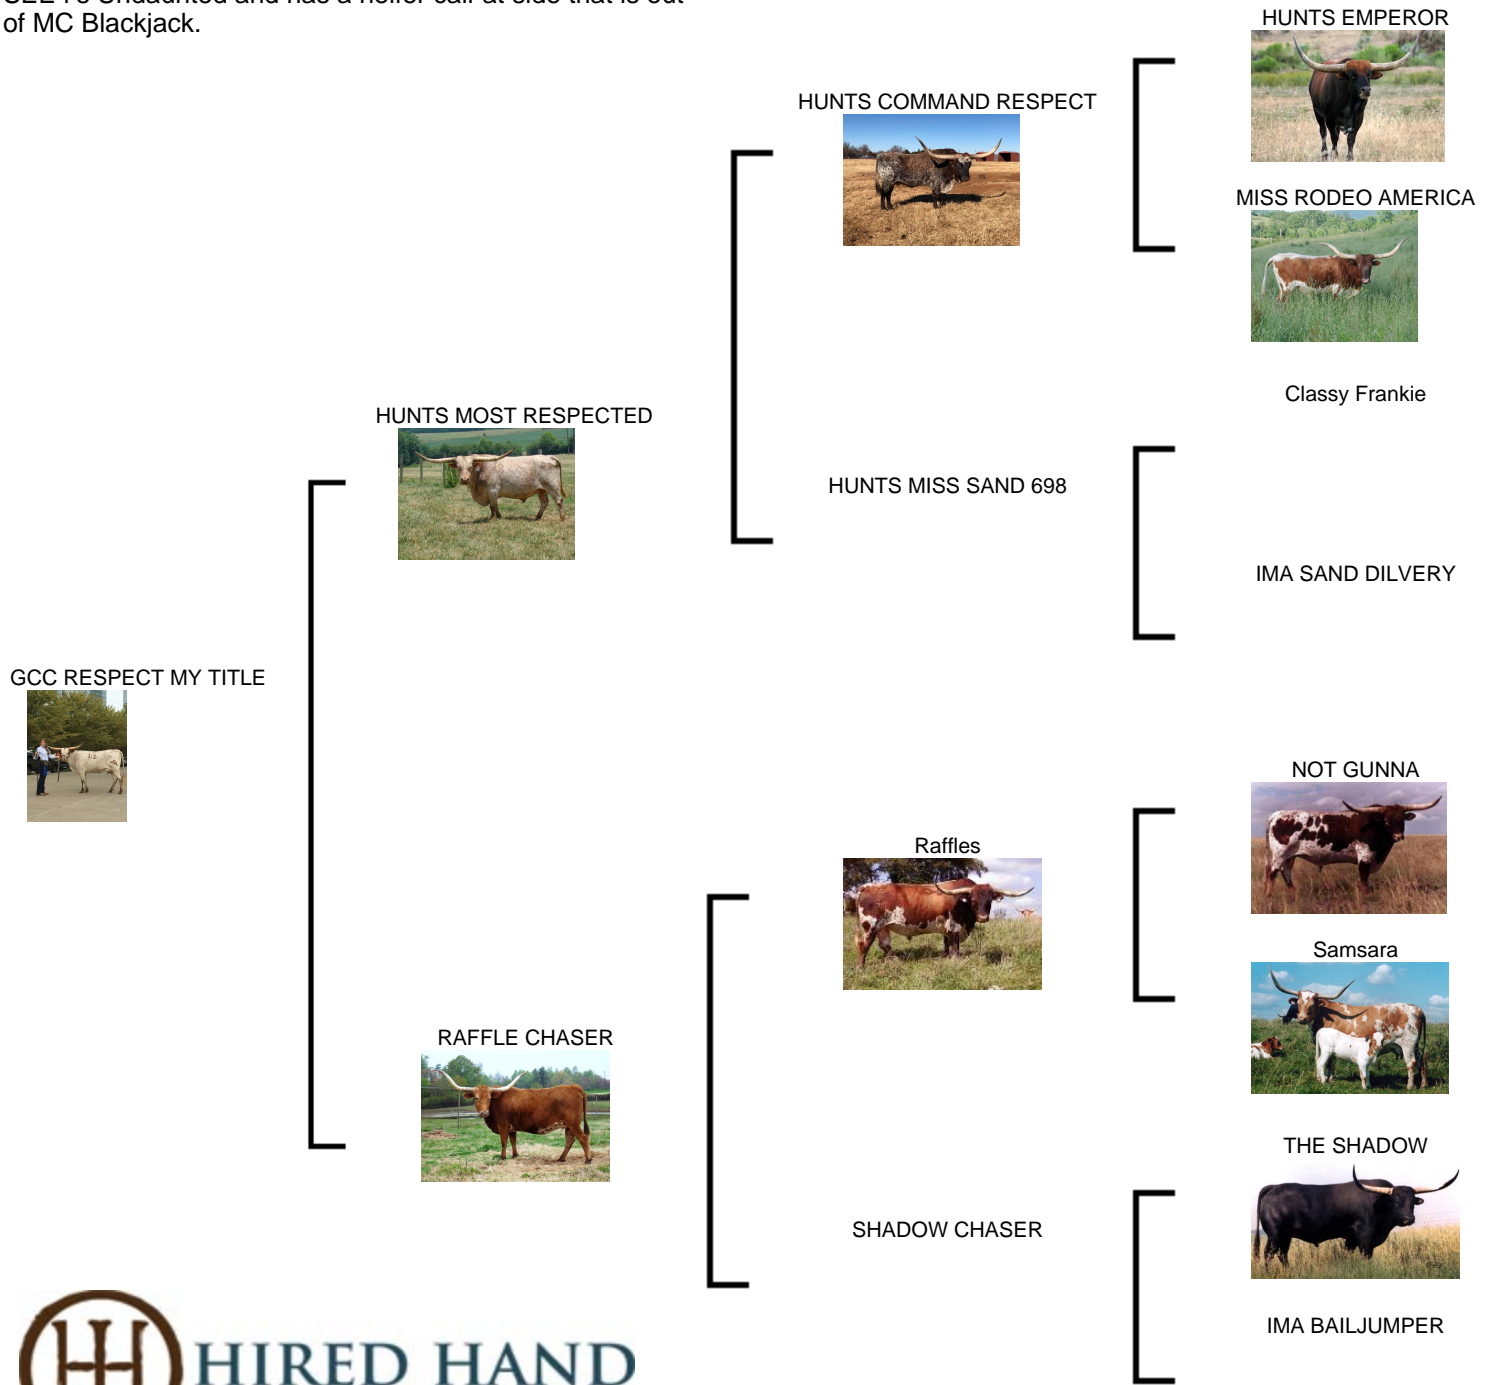 of MC Blackjack.
HUNTS EMPEROR
HUNTS COMMAND RESPECT
MISS RODEO AMERICA
Classy Frankie
HUNTS MOST RESPECTED
HUNTS MISS SAND 698
IMA SAND DILVERY
GCC RESPECT MY TITLE
NOT GUNNA
Raffles
Samsara
RAFFLE CHASER
THE SHADOW
SHADOW CHASER
IMA BAILJUMPER
HIRED HAND